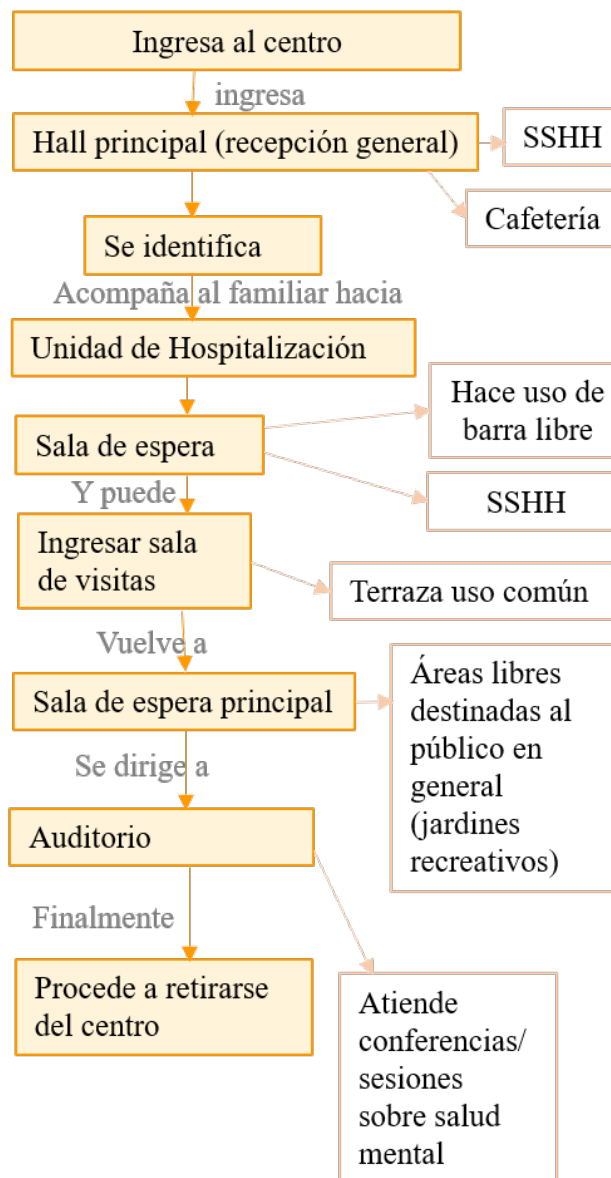 Ingresa al centro
ingresa
Hall principal (recepción general)
SSHH
Cafetería
Se identifica
Acompaña al familiar hacia
Unidad de Hospitalización
Hace uso de
barra libre
Sala de espera
SSHH
Y puede
Ingresar sala
de visitas
Terraza uso común
Vuelve a
Sala de espera principal
Áreas libres
destinadas al
público en
general
(jardines
recreativos)
Se dirige a
Auditorio
Finalmente
Procede a retirarse
del centro
Atiende
conferencias/
sesiones
sobre salud
mental